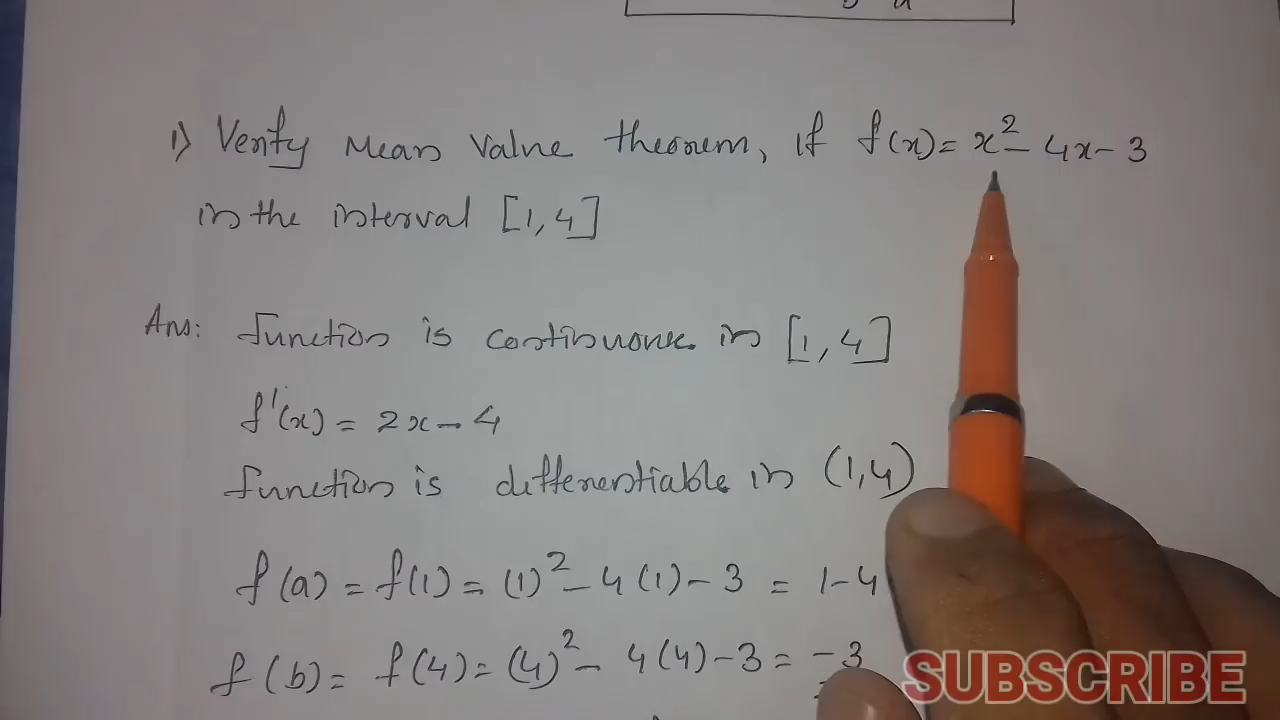 1) Verify Mean Value theorem, if f(x) = x² - 4x - 3
in the interval [1, 4]
Ans: function is continuous in [1, 4]
f'(x) = 2x - 4
function is differentiable in (1, 4)
f(a) = f(1) = (1)² - 4(1) - 3 = 1 - 4
f(b) = f(4) = (4)² - 4(4) - 3 = -3
SUBSCRIBE